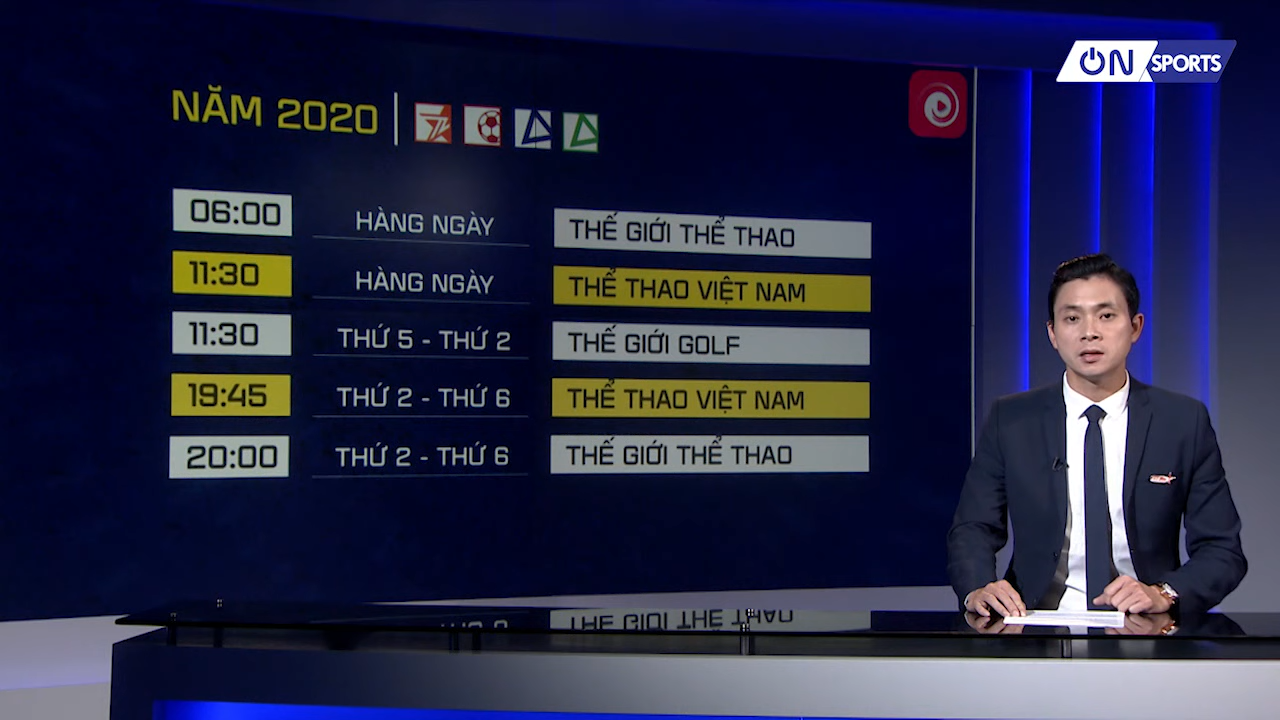 ON SPORTS
NĂM 2020
06:00 HÀNG NGÀY THẾ GIỚI THỂ THAO
11:30 HÀNG NGÀY THỂ THAO VIỆT NAM
11:30 THỨ 5 - THỨ 2 THẾ GIỚI GOLF
19:45 THỨ 2 - THỨ 6 THỂ THAO VIỆT NAM
20:00 THỨ 2 - THỨ 6 THẾ GIỚI THỂ THAO